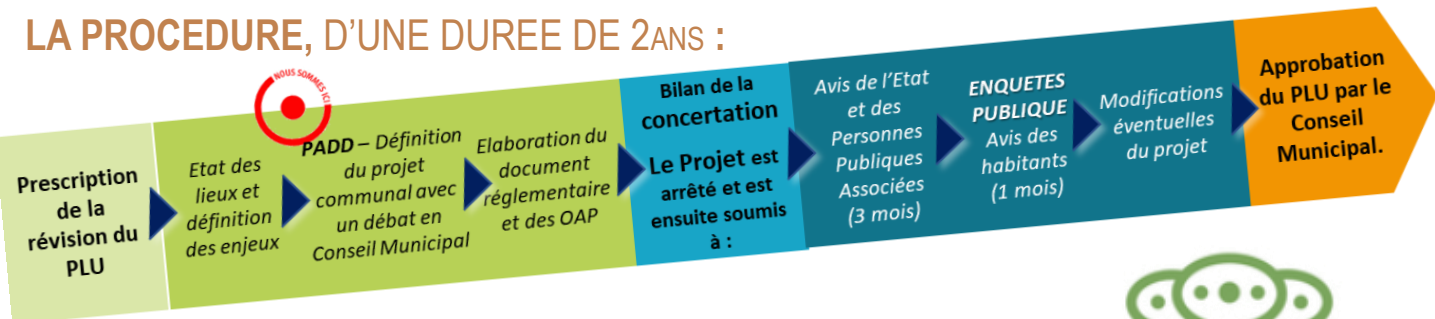 LA PROCEDURE, D'UNE DUREE DE 2ANS :
NOUS SOMMES ICI
Prescription
de la
révision du
PLU
Etat des
lieux et
définition
des enjeux
PADD – Définition
du projet
communal avec
un débat en
Conseil Municipal
Elaboration du
document
réglementaire
et des OAP
Bilan de la
concertation
Le Projet est
arrêté et est
ensuite soumis
à :
Avis de l'Etat
et des
Personnes
Publiques
Associées
(3 mois)
ENQUETES
PUBLIQUE
Avis des
habitants
(1 mois)
Modifications
éventuelles
du projet
Approbation
du PLU par le
Conseil
Municipal.